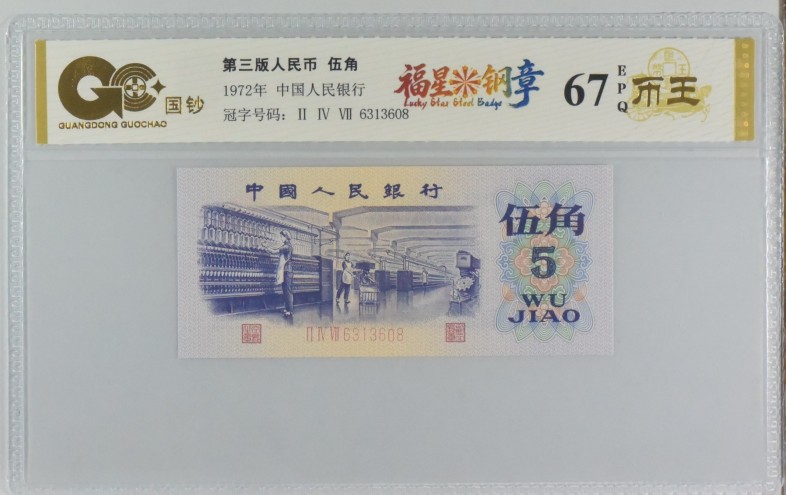 国钞
GUANGDONG GUOCHAO
第三版人民币 伍角
1972年 中国人民银行
冠字号码： II IV VII 6313608
福星钢章
Lucky Star Steel Badge
67
EPQ
币王
中國人民銀行
伍角
5
WU
JIAO
II IV VII 6313608